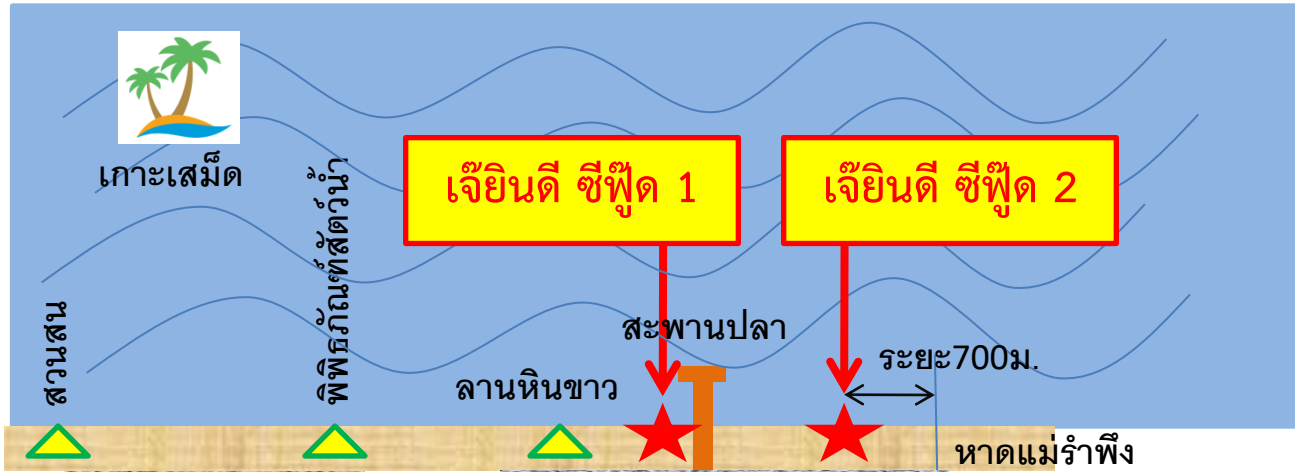 เกาะเสม็ด
สวนสน
พิพิธภัณฑ์สัตว์น้ำ
เจ๊ยินดี ซีฟู๊ด 1
เจ๊ยินดี ซีฟู๊ด 2
สะพานปลา
ระยะ700ม.
ลานหินขาว
หาดแม่รำพึง